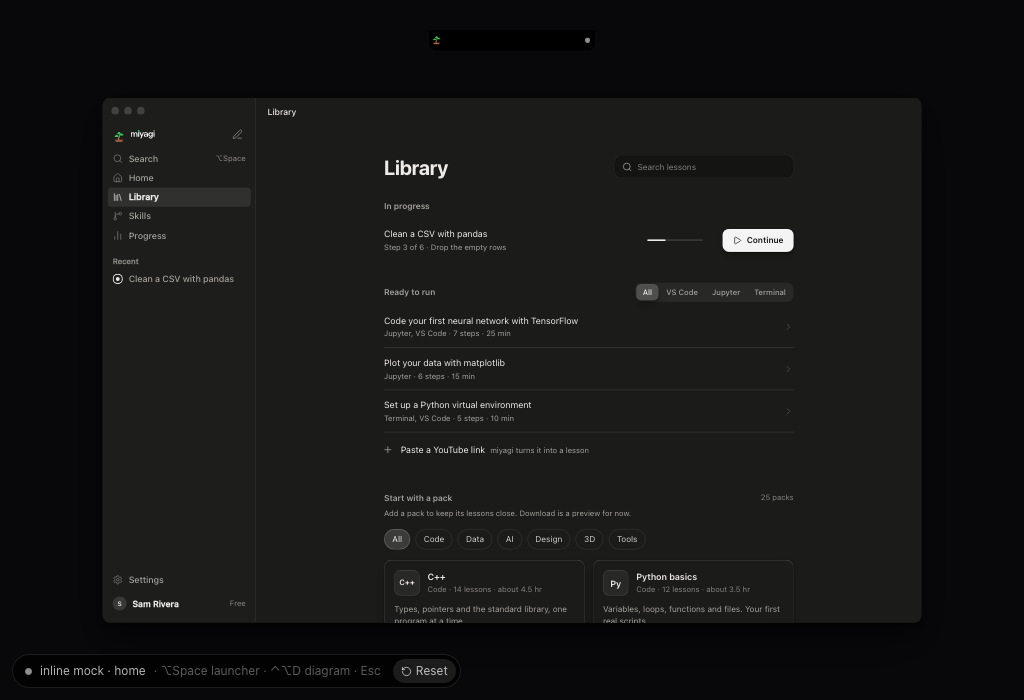 Library
miyagi
Search ⌥Space
Home
Library
Skills
Progress
Recent
Clean a CSV with pandas
Settings
S Sam Rivera Free
Library
Search lessons
In progress
Clean a CSV with pandas
Step 3 of 6 · Drop the empty rows
Continue
Ready to run
All VS Code Jupyter Terminal
Code your first neural network with TensorFlow
Jupyter, VS Code · 7 steps · 25 min
Plot your data with matplotlib
Jupyter · 6 steps · 15 min
Set up a Python virtual environment
Terminal, VS Code · 5 steps · 10 min
Paste a YouTube link miyagi turns it into a lesson
Start with a pack 25 packs
Add a pack to keep its lessons close. Download is a preview for now.
All Code Data AI Design 3D Tools
C++ C++
Code · 14 lessons · about 4.5 hr
Types, pointers and the standard library, one
program at a time.
Py Python basics
Code · 12 lessons · about 3.5 hr
Variables, loops, functions and files. Your first
real scripts.
inline mock · home · ⌥Space launcher · ^⌥D diagram · Esc Reset